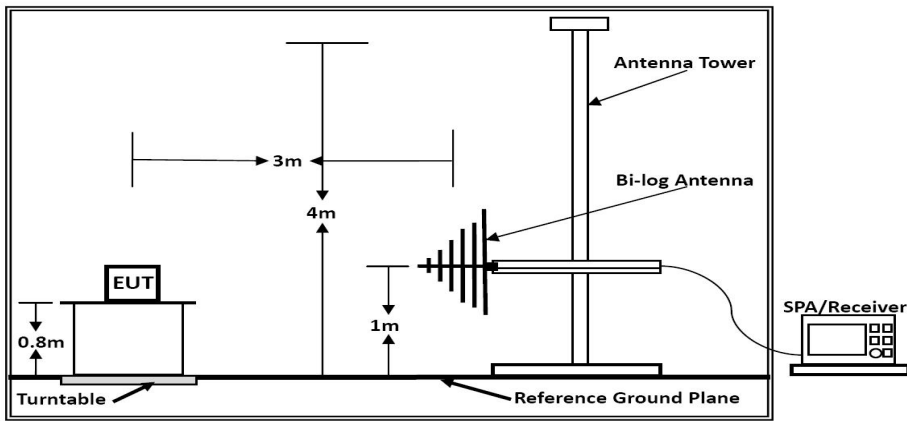 Antenna Tower
3m
Bi-log Antenna
4m
EUT
SPA/Receiver
0.8m
1m
Turntable
Reference Ground Plane